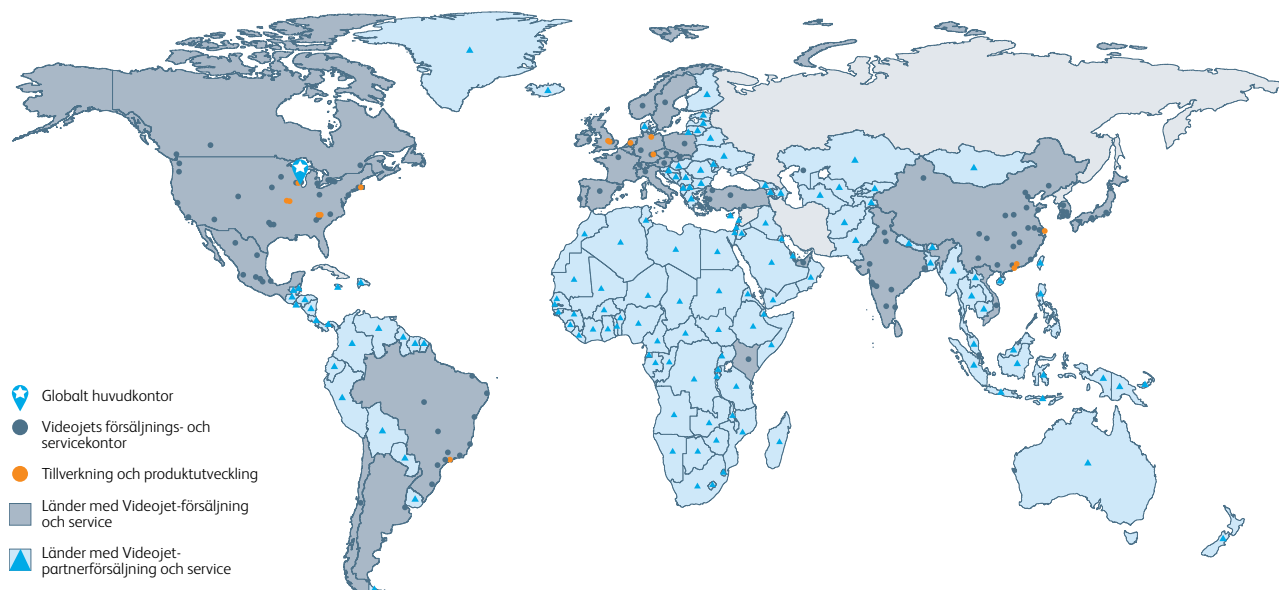 Globalt huvudkontor
Videojets försäljnings- och
servicekontor
Tillverkning och produktutveckling
Länder med Videojet-försäljning
och service
Länder med Videojet-
partnerförsäljning och service